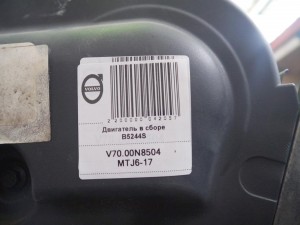 VOLVO
Двигатель в сборе
B5244S
V70.00N8504
MTJ6-17